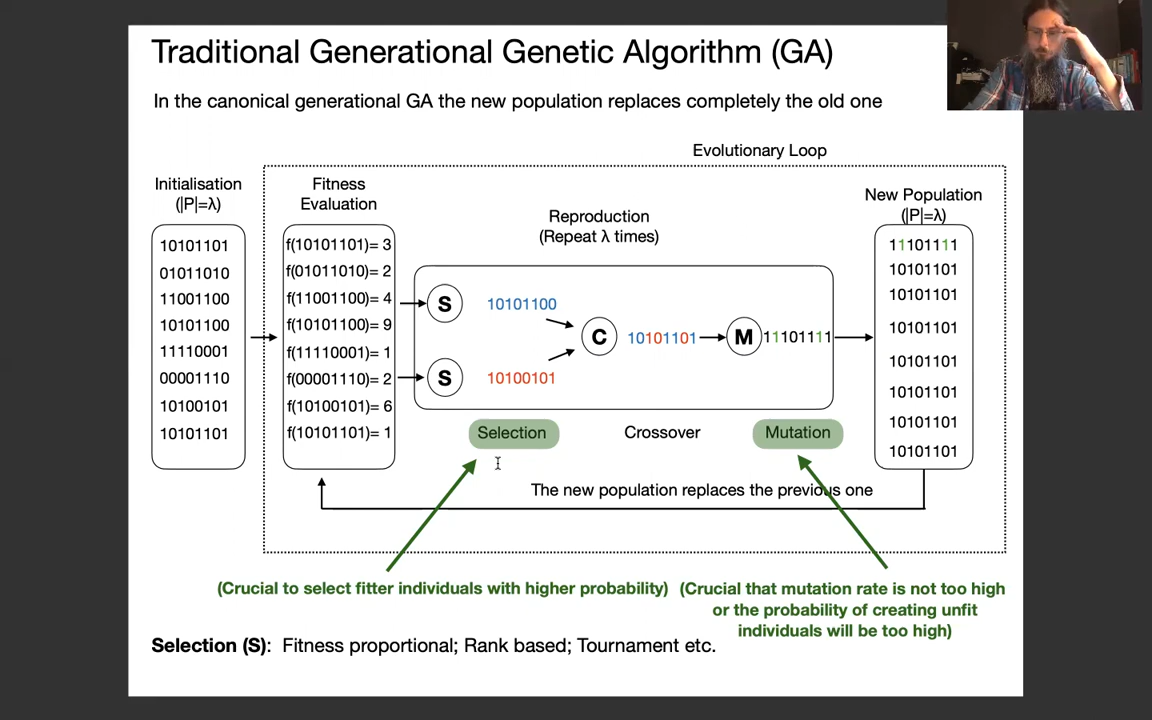 Traditional Generational Genetic Algorithm (GA)
In the canonical generational GA the new population replaces completely the old one
Evolutionary Loop
Initialisation
(|P|=λ)
10101101
01011010
11001100
10101100
11110001
00001110
10100101
10101101
Fitness
Evaluation
f(10101101)= 3
f(01011010)= 2
f(11001100)= 4
f(10101100)= 9
f(11110001)= 1
f(00001110)= 2
f(10100101)= 6
f(10101101)= 1
Reproduction
(Repeat λ times)
S
10101100
S
10100101
C
10101101
M
11101111
Selection
Crossover
Mutation
New Population
(|P|=λ)
11101111
10101101
10101101
10101101
10101101
10101101
10101101
10101101
The new population replaces the previous one
(Crucial to select fitter individuals with higher probability)
(Crucial that mutation rate is not too high
or the probability of creating unfit
individuals will be too high)
Selection (S): Fitness proportional; Rank based; Tournament etc.